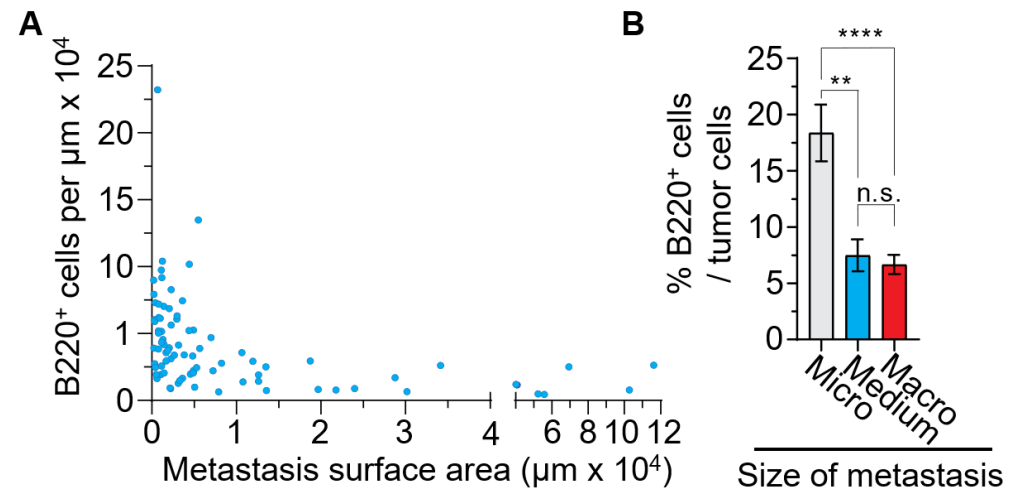 A
B220⁺ cells per µm x 10⁴
25
20
15
10
1
0
0 1 2 3 4 6 8 10 12
Metastasis surface area (µm x 10⁴)
B
% B220⁺ cells
/ tumor cells
25
20
15
10
5
0
****
**
n.s.
Micro
Medium
Macro
Size of metastasis